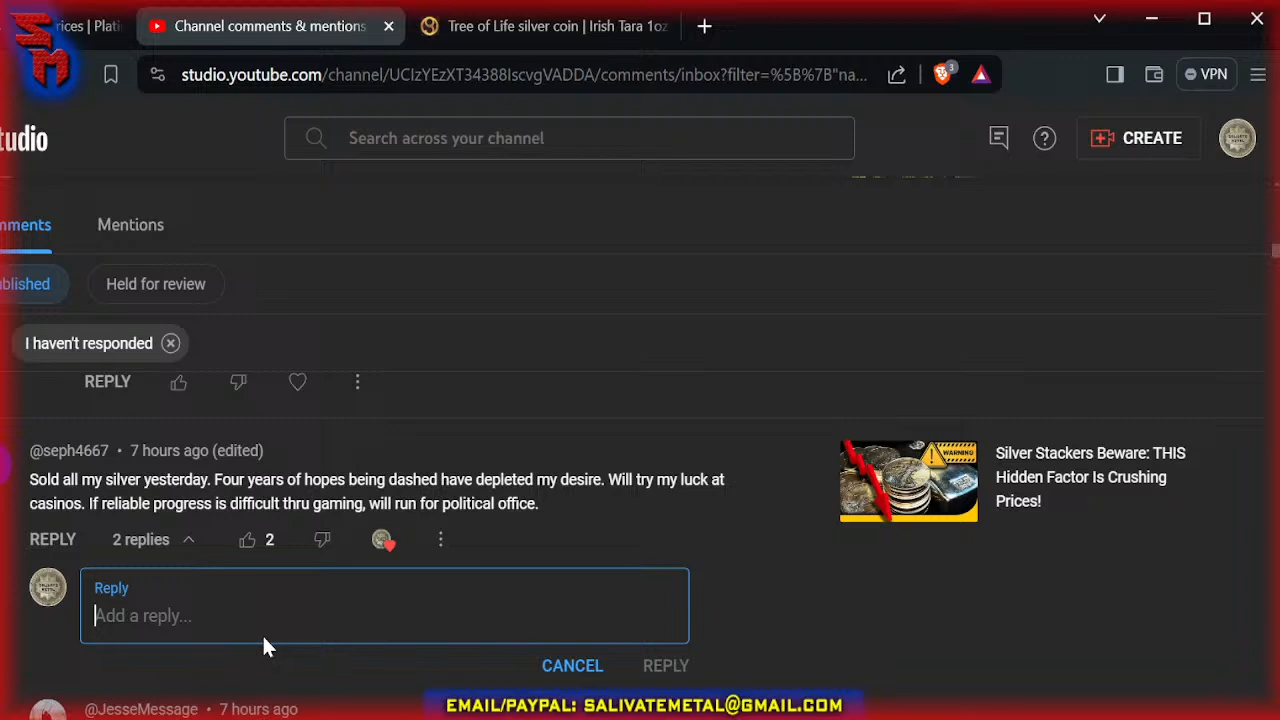 SM
rices | Plati
Channel comments & mentions
Tree of Life silver coin | Irish Tara 1oz
studio.youtube.com/channel/UCIzYEzXT34388IscvgVADDA/comments/inbox?filter=%5B%7B"na...
3
VPN
tudio
Search across your channel
CREATE
mments
Mentions
ublished
Held for review
I haven't responded
REPLY
@seph4667 • 7 hours ago (edited)
Sold all my silver yesterday. Four years of hopes being dashed have depleted my desire. Will try my luck at
casinos. If reliable progress is difficult thru gaming, will run for political office.
WARNING
Silver Stackers Beware: THIS
Hidden Factor Is Crushing
Prices!
REPLY 2 replies 2
Reply
Add a reply...
CANCEL REPLY
@JesseMessage • 7 hours ago
EMAIL/PAYPAL: SALIVATEMETAL@GMAIL.COM